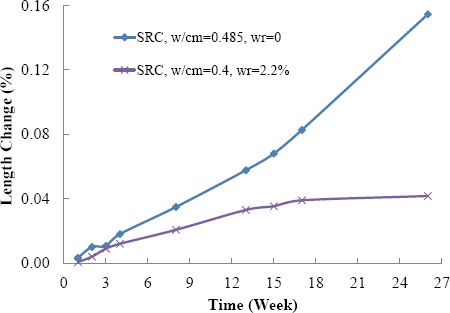 0.16
SRC, w/cm=0.485, wr=0
SRC, w/cm=0.4, wr=2.2%
0.12
0.08
0.04
0.00
Length Change (%)
0 3 6 9 12 15 18 21 24 27
Time (Week)